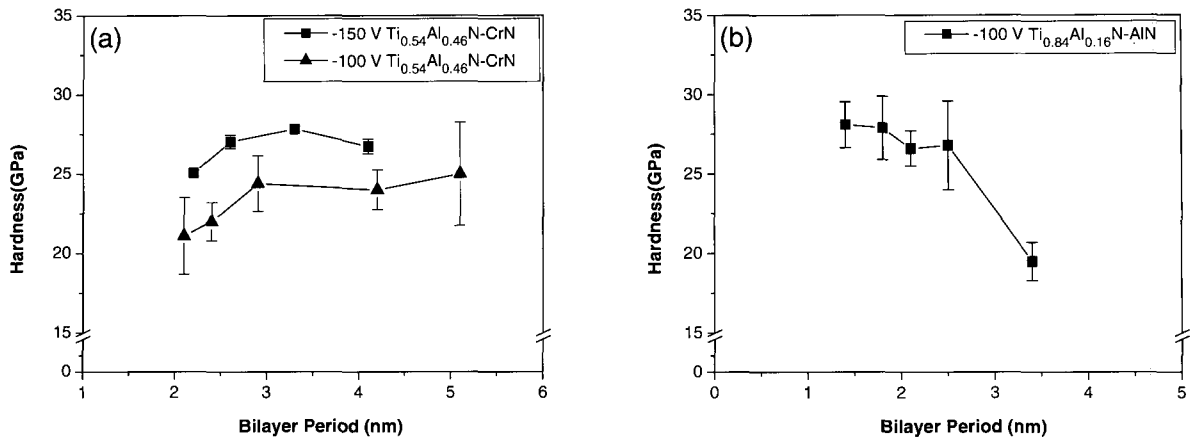 (a)
-150 V Ti0.54Al0.46N-CrN
-100 V Ti0.54Al0.46N-CrN
35
30
25
20
15
0
Hardness(GPa)
1 2 3 4 5 6
Bilayer Period (nm)
(b)
-100 V Ti0.84Al0.16N-AlN
35
30
25
20
15
0
Hardness(GPa)
0 1 2 3 4 5
Bilayer Period (nm)